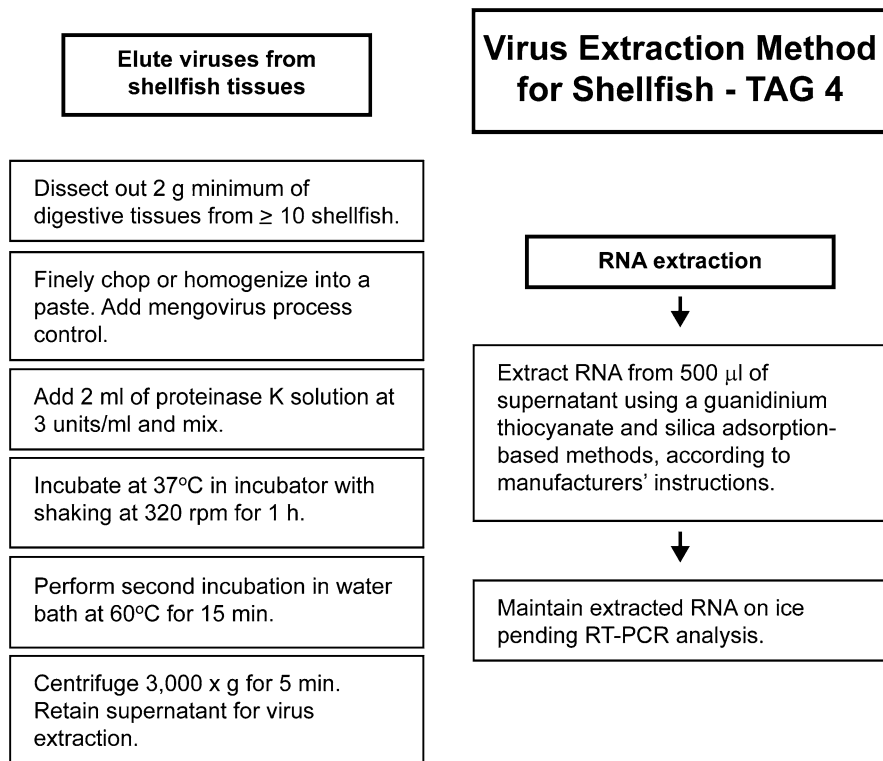 Elute viruses from
shellfish tissues
Dissect out 2 g minimum of
digestive tissues from ≥ 10 shellfish.
Finely chop or homogenize into a
paste. Add mengovirus process
control.
Add 2 ml of proteinase K solution at
3 units/ml and mix.
Incubate at 37°C in incubator with
shaking at 320 rpm for 1 h.
Perform second incubation in water
bath at 60°C for 15 min.
Centrifuge 3,000 x g for 5 min.
Retain supernatant for virus
extraction.
Virus Extraction Method
for Shellfish - TAG 4
RNA extraction
Extract RNA from 500 μl of
supernatant using a guanidinium
thiocyanate and silica adsorption-
based methods, according to
manufacturers’ instructions.
Maintain extracted RNA on ice
pending RT-PCR analysis.